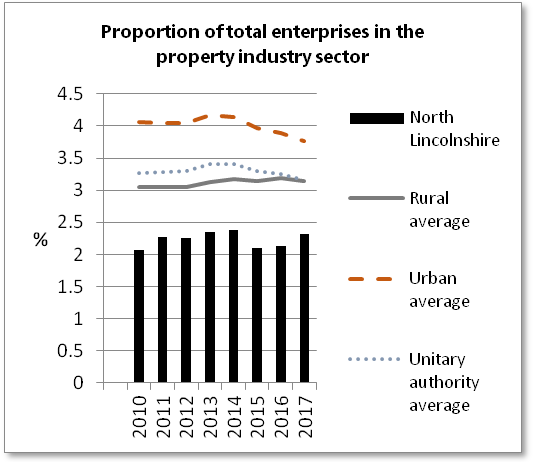 Proportion of total enterprises in the
property industry sector
4.5
4
3.5
3
2.5
2
1.5
1
0.5
0
%
2010
2011
2012
2013
2014
2015
2016
2017
North
Lincolnshire
Rural
average
Urban
average
Unitary
authority
average